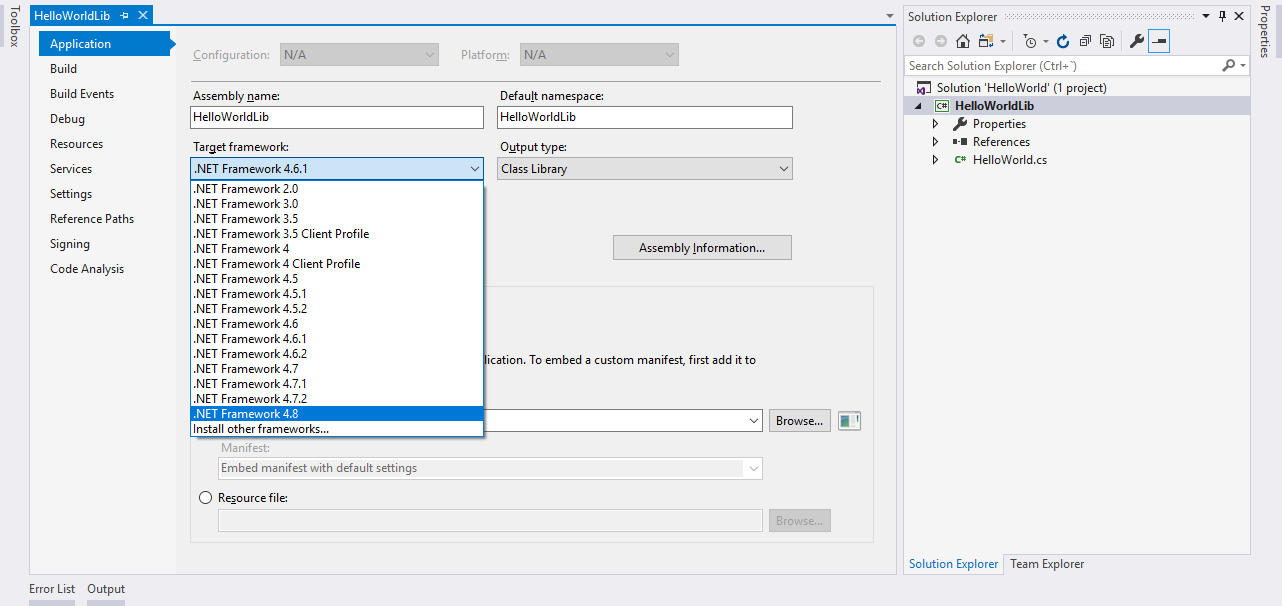 Toolbox
HelloWorldLib
Application
Build
Build Events
Debug
Resources
Services
Settings
Reference Paths
Signing
Code Analysis
Configuration: N/A Platform: N/A
Assembly name: Default namespace:
HelloWorldLib HelloWorldLib
Target framework: Output type:
.NET Framework 4.6.1 Class Library
.NET Framework 2.0
.NET Framework 3.0
.NET Framework 3.5
.NET Framework 3.5 Client Profile
.NET Framework 4
.NET Framework 4 Client Profile
.NET Framework 4.5
.NET Framework 4.5.1
.NET Framework 4.5.2
.NET Framework 4.6
.NET Framework 4.6.1
.NET Framework 4.6.2
.NET Framework 4.7
.NET Framework 4.7.1
.NET Framework 4.7.2
.NET Framework 4.8
Install other frameworks...
Assembly Information...
lication. To embed a custom manifest, first add it to
Browse...
Manifest:
Embed manifest with default settings
Resource file:
Browse...
Error List Output
Solution Explorer
Search Solution Explorer (Ctrl+`)
Solution 'HelloWorld' (1 project)
C# HelloWorldLib
Properties
References
C# HelloWorld.cs
Solution Explorer Team Explorer
Properties